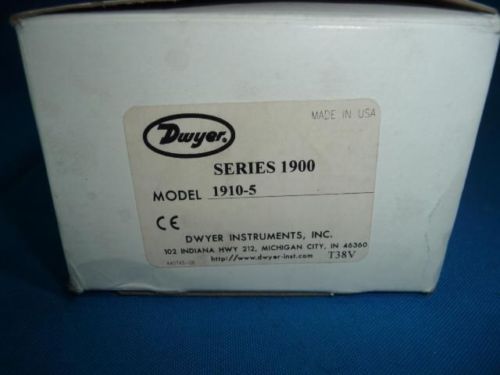 Dwyer.
MADE IN USA
SERIES 1900
MODEL 1910-5
CE
DWYER INSTRUMENTS, INC.
102 INDIANA HWY 212, MICHIGAN CITY, IN 46360
http://www.dwyer-inst.com T38V